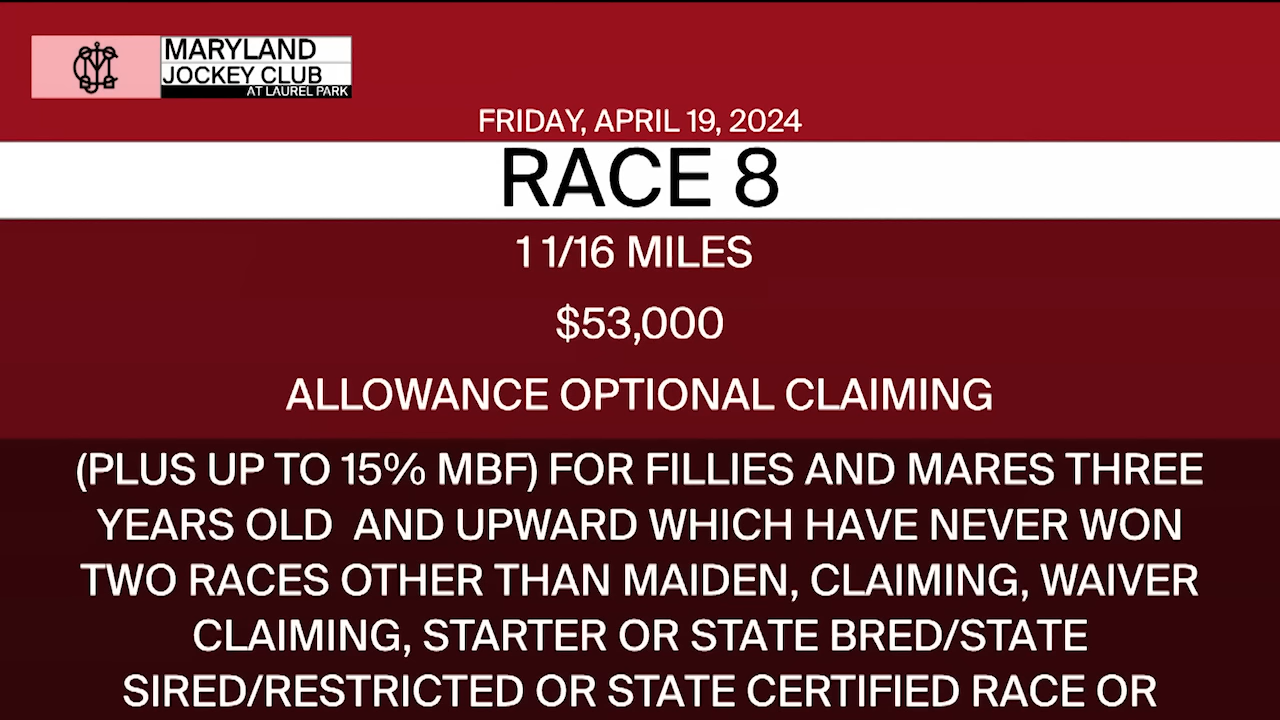 MARYLAND
JOCKEY CLUB
AT LAUREL PARK
FRIDAY, APRIL 19, 2024
RACE 8
1 1/16 MILES
$53,000
ALLOWANCE OPTIONAL CLAIMING
(PLUS UP TO 15% MBF) FOR FILLIES AND MARES THREE
YEARS OLD  AND UPWARD WHICH HAVE NEVER WON
TWO RACES OTHER THAN MAIDEN, CLAIMING, WAIVER
CLAIMING, STARTER OR STATE BRED/STATE
SIRED/RESTRICTED OR STATE CERTIFIED RACE OR